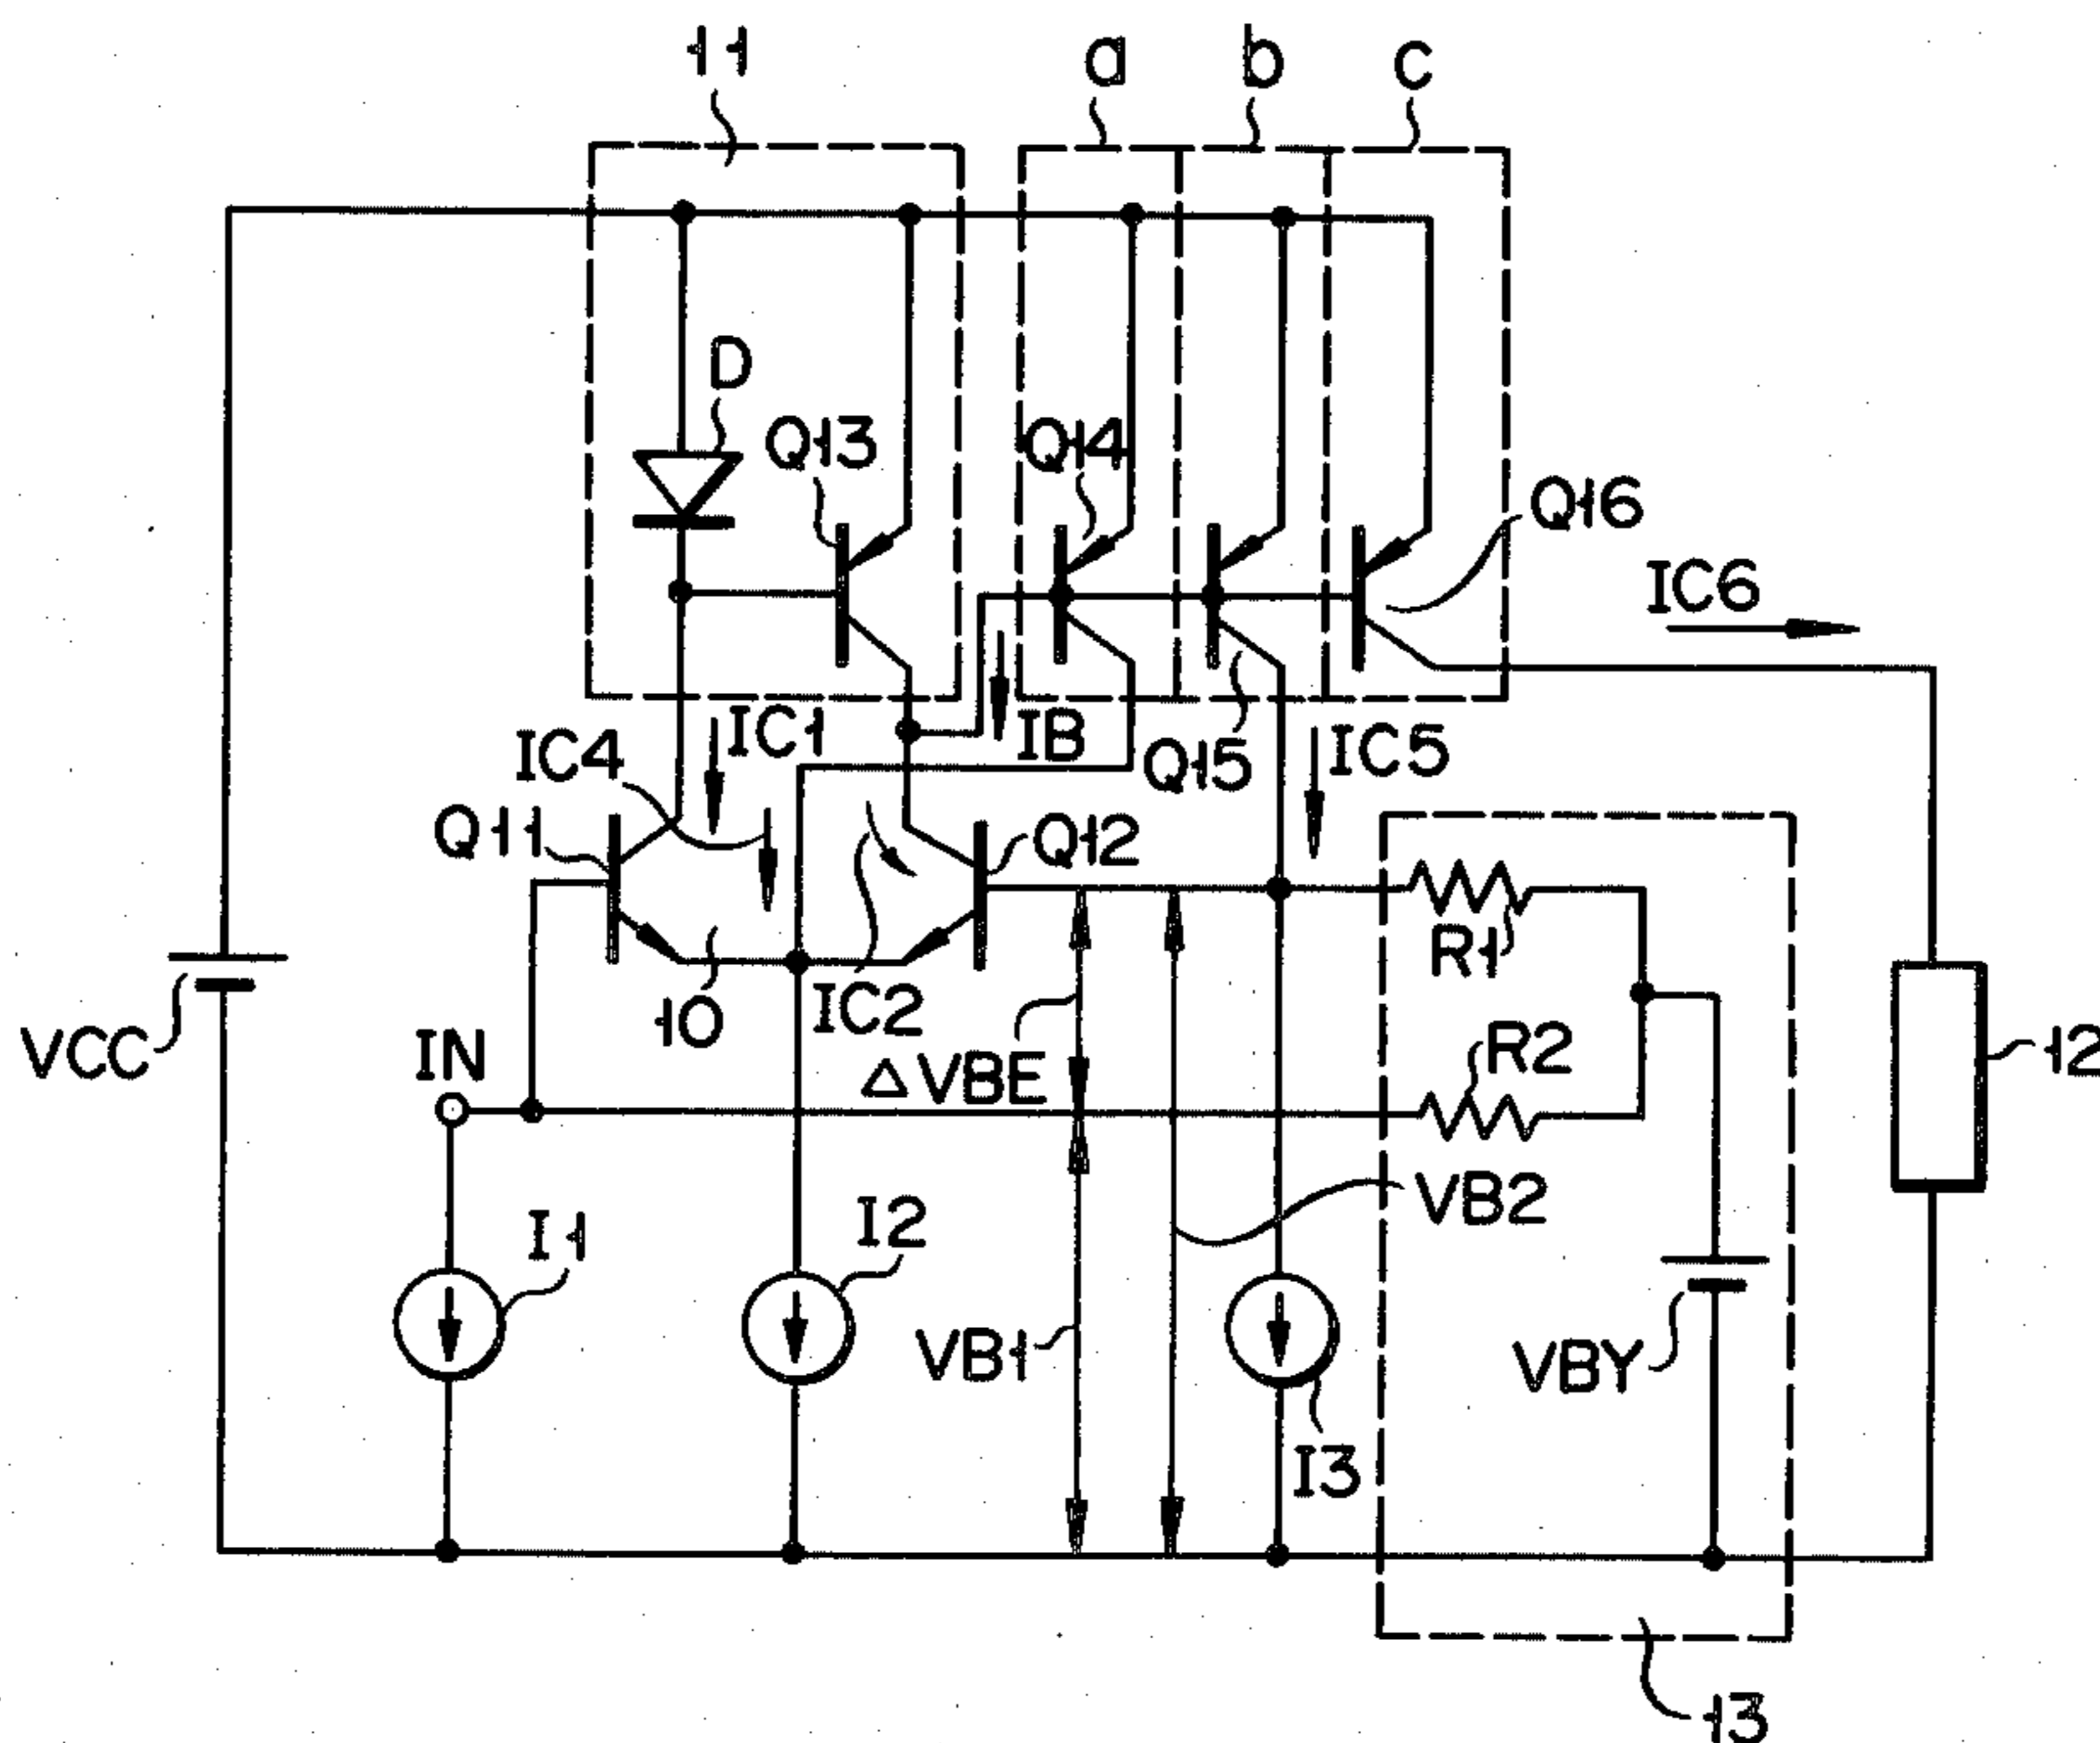 11 a b c
D
Q13 Q14
Q16
IC6
IC4 IC1 IB Q15 IC5
Q11 Q12
R1
10 IC2
VCC IN ΔVBE R2 12
I1 I2 VB2
VB1 VBY
I3
13